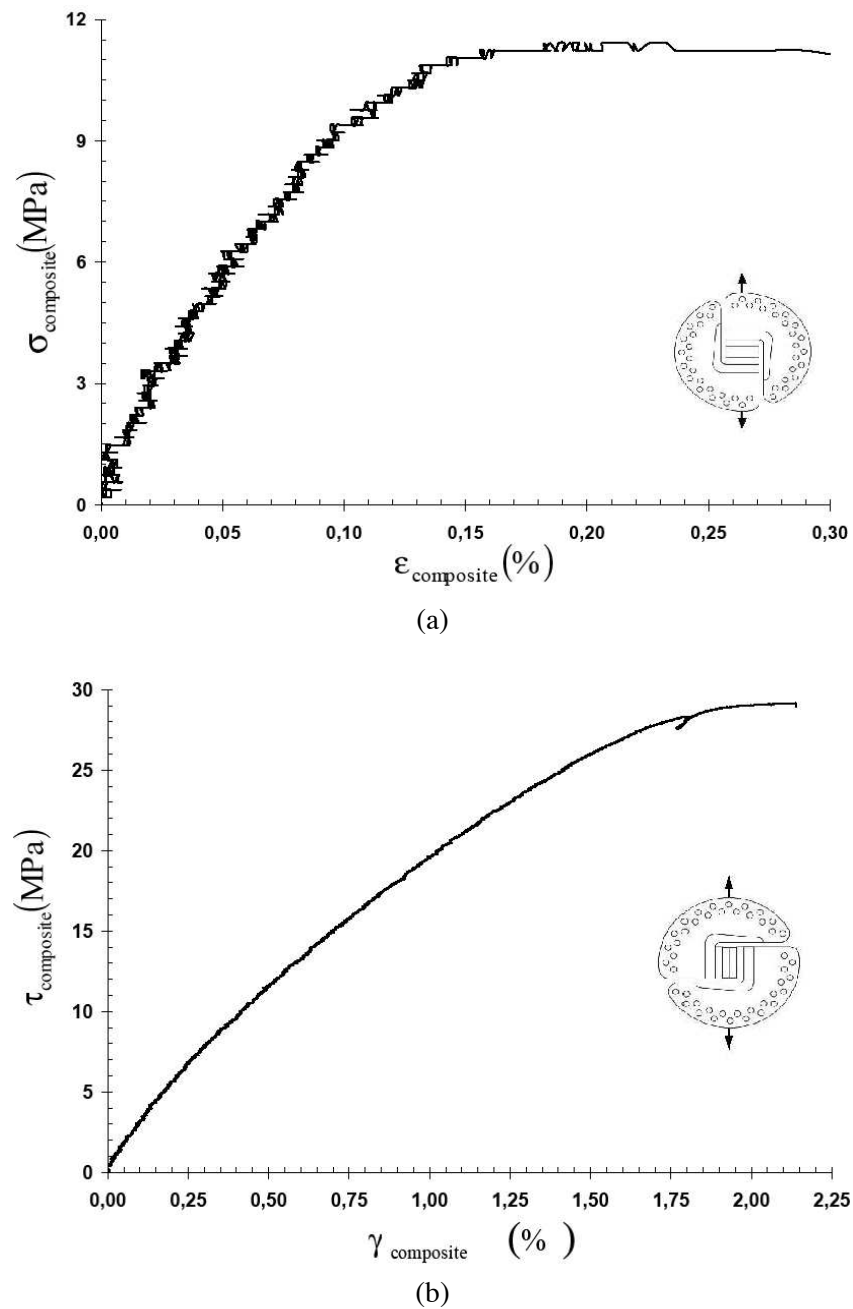 12
9
6
3
0
σcomposite(MPa)
0,00 0,05 0,10 0,15 0,20 0,25 0,30
εcomposite(%)
(a)
30
25
20
15
10
5
0
τcomposite(MPa)
0,00 0,25 0,50 0,75 1,00 1,25 1,50 1,75 2,00 2,25
γcomposite (%)
(b)